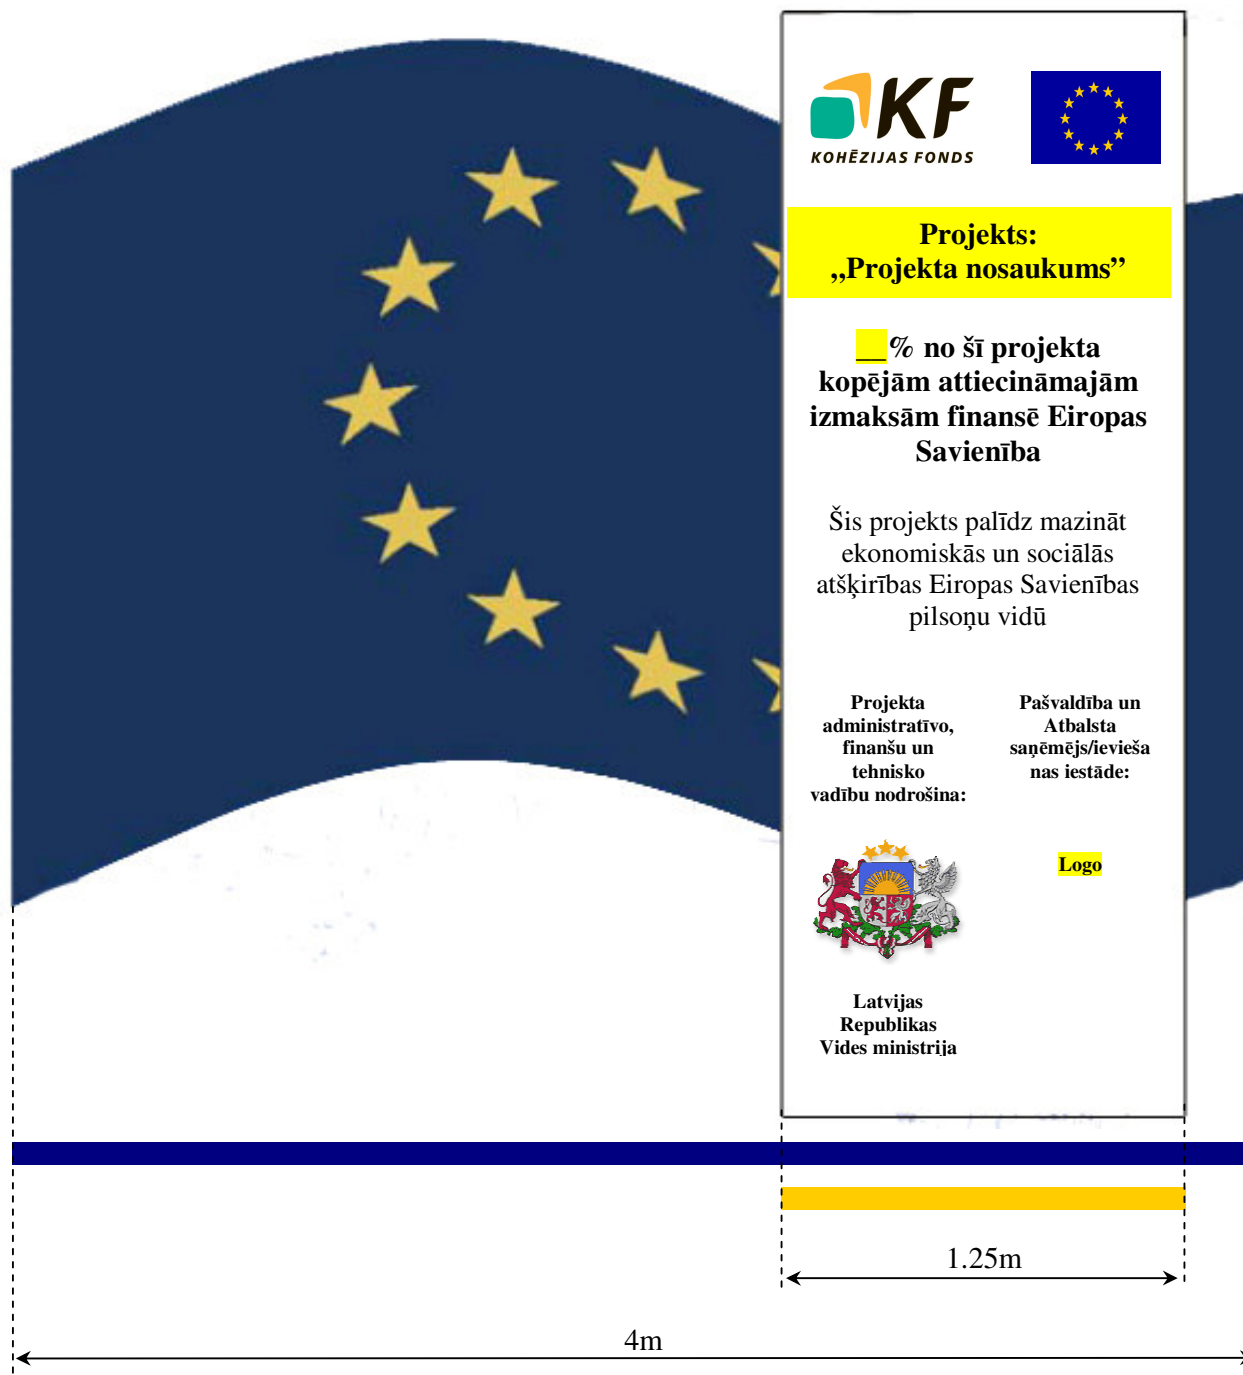 KF
KOHĒZIJAS FONDS
Projekts:
„Projekta nosaukums”
__% no šī projekta
kopējām attiecināmajām
izmaksām finansē Eiropas
Savienība
Šis projekts palīdz mazināt
ekonomiskās un sociālās
atšķirības Eiropas Savienības
pilsoņu vidū
Projekta
administratīvo,
finanšu un
tehnisko
vadību nodrošina:
Pašvaldība un
Atbalsta
saņēmējs/ievieša
nas iestāde:
Logo
Latvijas
Republikas
Vides ministrija
1.25m
4m